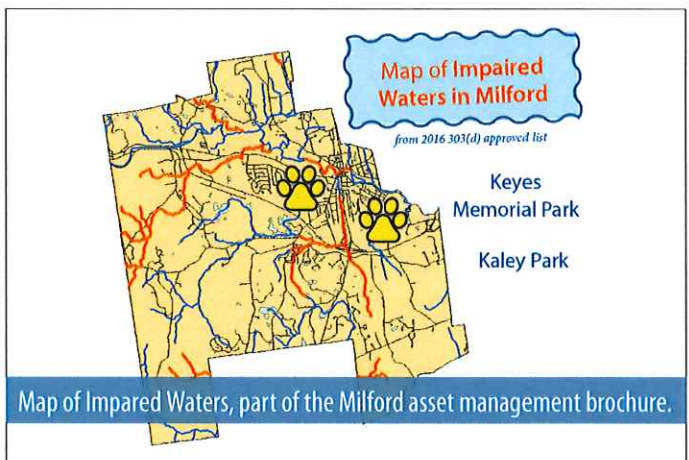 Map of Impaired
Waters in Milford
from 2016 303(d) approved list
Keyes
Memorial Park
Kaley Park
Map of Impared Waters, part of the Milford asset management brochure.